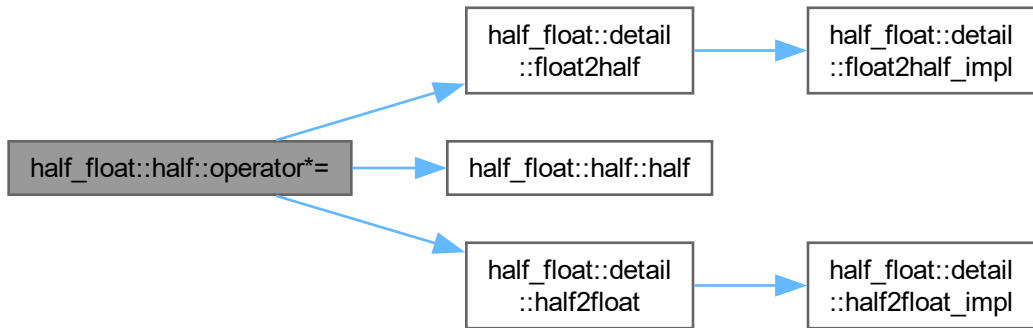 half_float::detail
::float2half
half_float::detail
::float2half_impl
half_float::half::operator*=
half_float::half::half
half_float::detail
::half2float
half_float::detail
::half2float_impl